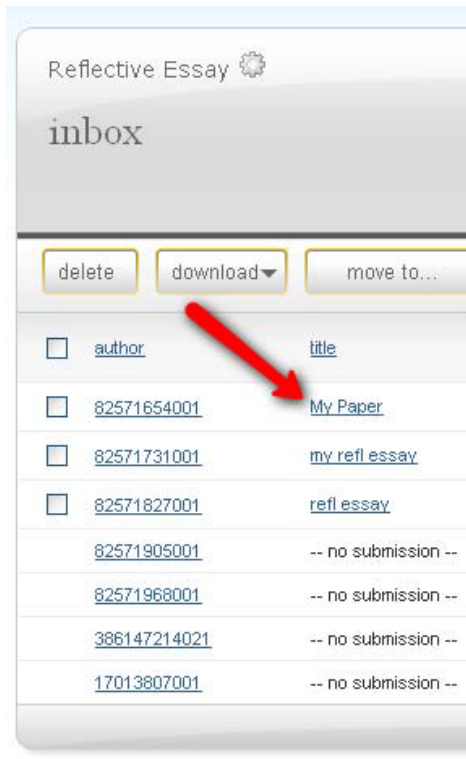 Reflective Essay
inbox
delete download move to...
author title
82571654001 My Paper
82571731001 my refl essay
82571827001 refl essay
82571905001 -- no submission --
82571968001 -- no submission --
386147214021 -- no submission --
17013807001 -- no submission --